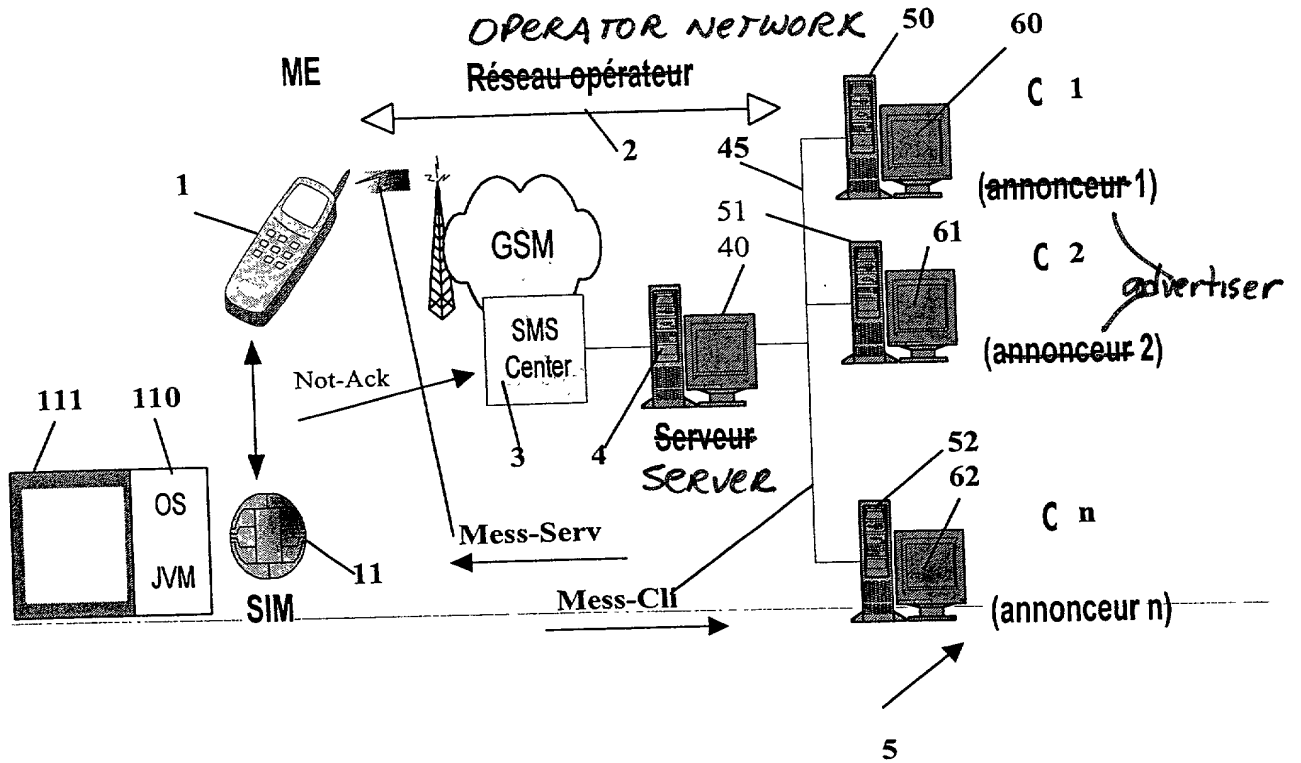 OPERATOR NETWORK
50
60
ME
Réseau opérateur
C 1
2
45
1
(annonceur 1)
51
61
GSM
40
C 2
advertiser
SMS
Center
(annonceur 2)
Not-Ack
111
110
3
4
Serveur
SERVER
52
62
OS
C n
Mess-Serv
JVM
11
Mess-Cli
SIM
(annonceur n)
5